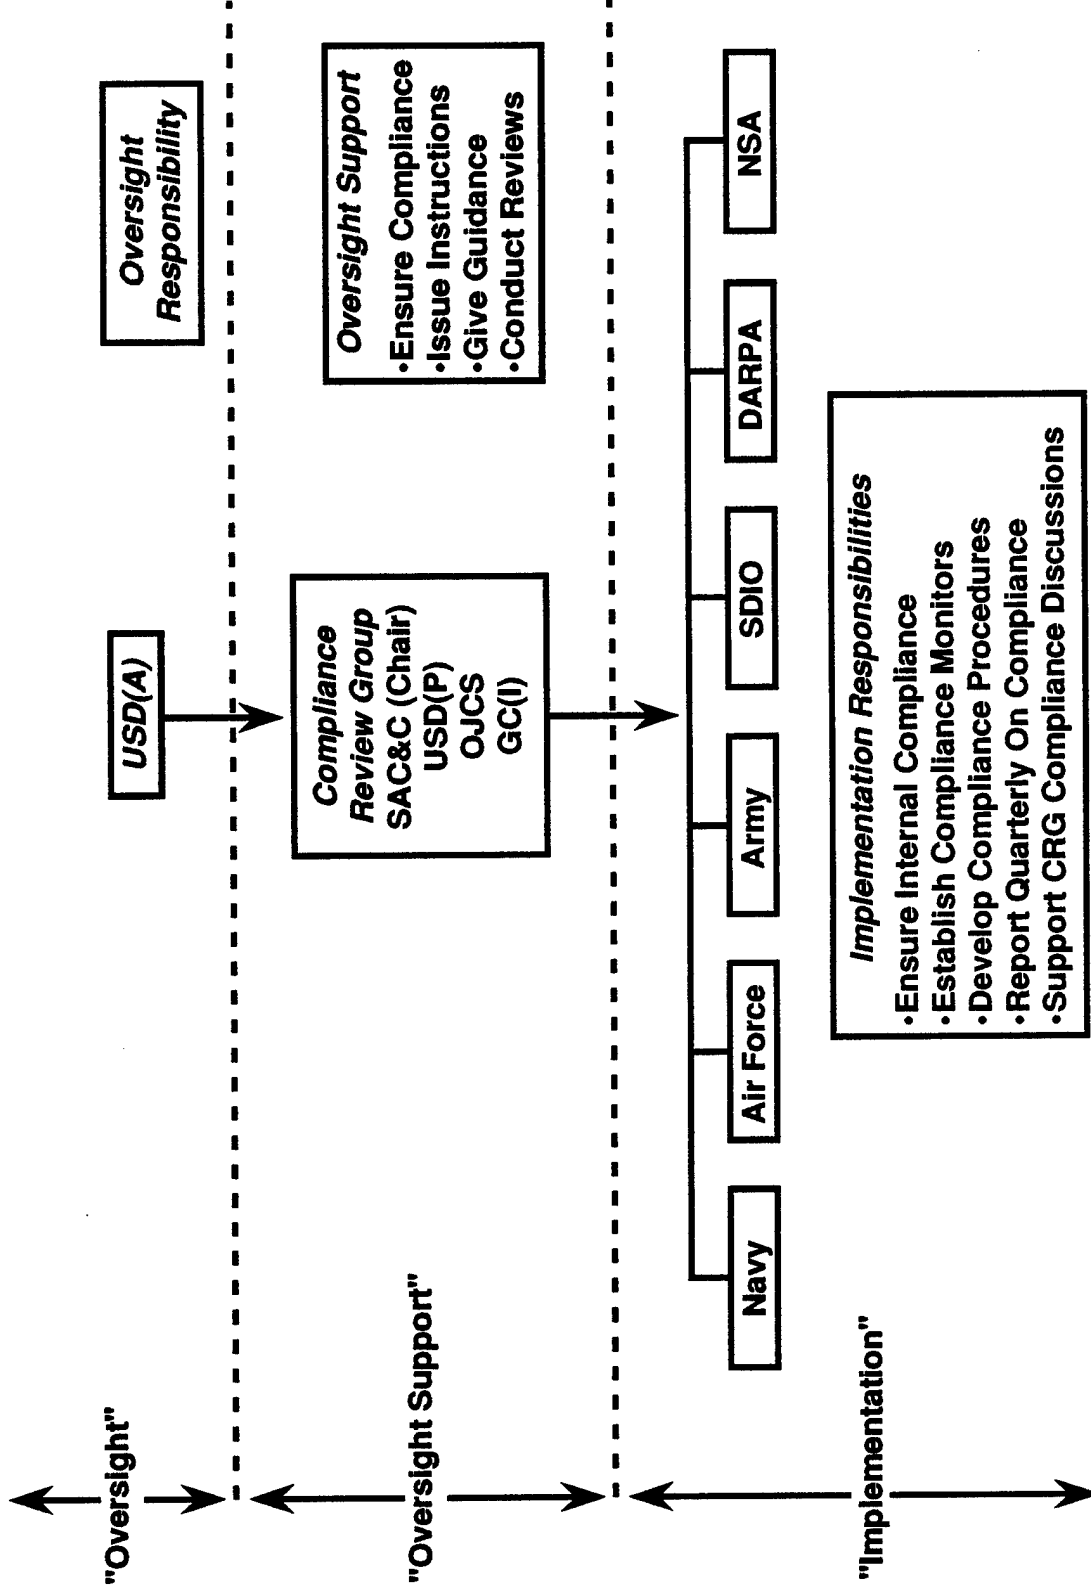 "Oversight"
USD(A)
Oversight
Responsibility
"Oversight Support"
Compliance
Review Group
SAC&C (Chair)
USD(P)
OJCS
GC(I)
Oversight Support
•Ensure Compliance
•Issue Instructions
•Give Guidance
•Conduct Reviews
"Implementation"
Navy
Air Force
Army
SDIO
DARPA
NSA
Implementation Responsibilities
•Ensure Internal Compliance
•Establish Compliance Monitors
•Develop Compliance Procedures
•Report Quarterly On Compliance
•Support CRG Compliance Discussions